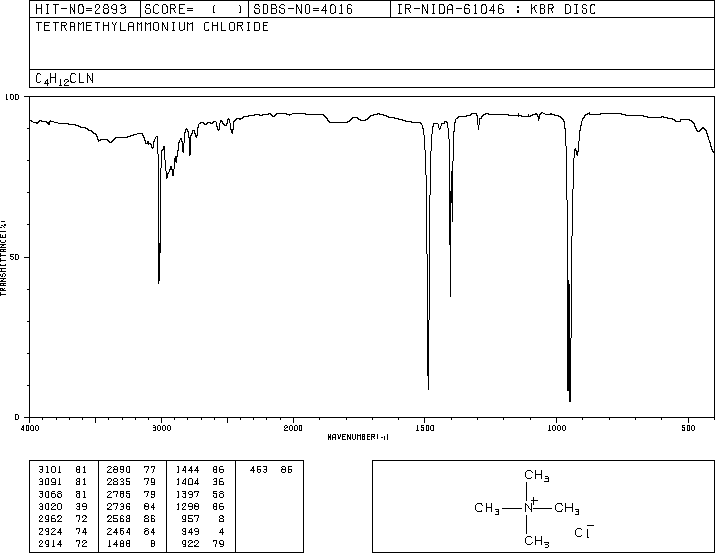 HIT-NO=2893 SCORE= ( ) SDBS-NO=4016 IR-NIDA-61046 : KBR DISC
TETRAMETHYLAMMONIUM CHLORIDE
C4H12CLN
100
50
0
TRANSMITTANCE(%)
4000 3000 2000 1500 1000 500
WAVENUMBER(-1)
3101 81 2890 77 1444 86 463 86
3091 81 2835 79 1404 36
3068 81 2785 79 1397 58
3020 39 2736 84 1298 86
2962 72 2568 86 957 8
2924 74 2464 84 949 4
2914 72 1488 8 922 79
CH3
CH3 N+ CH3
CH3
Cl−